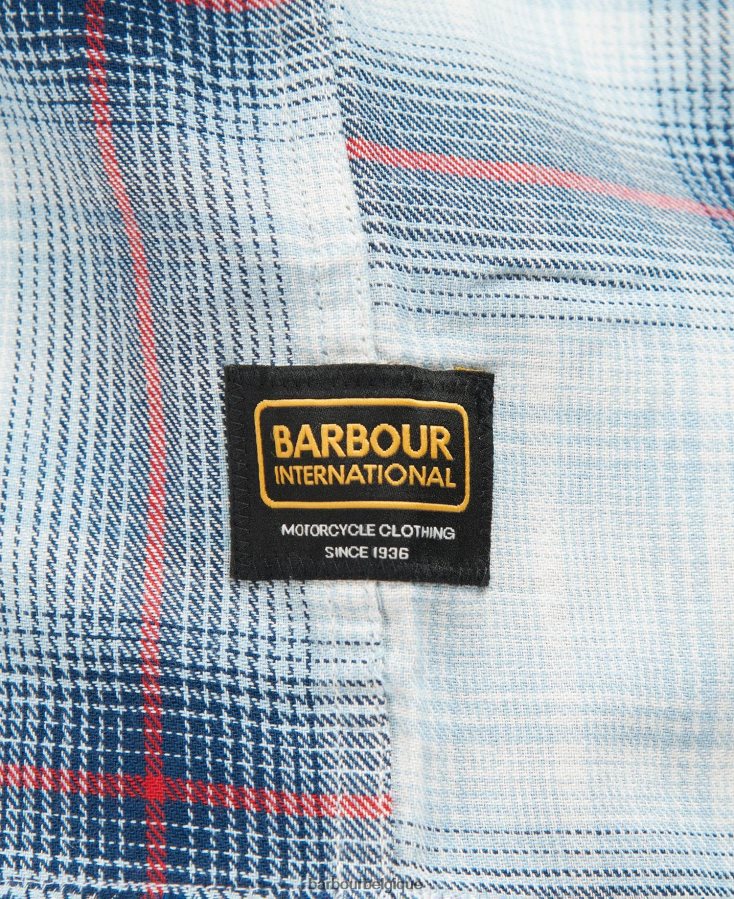 BARBOUR
INTERNATIONAL
MOTORCYCLE CLOTHING
SINCE 1936
barbourbelgique